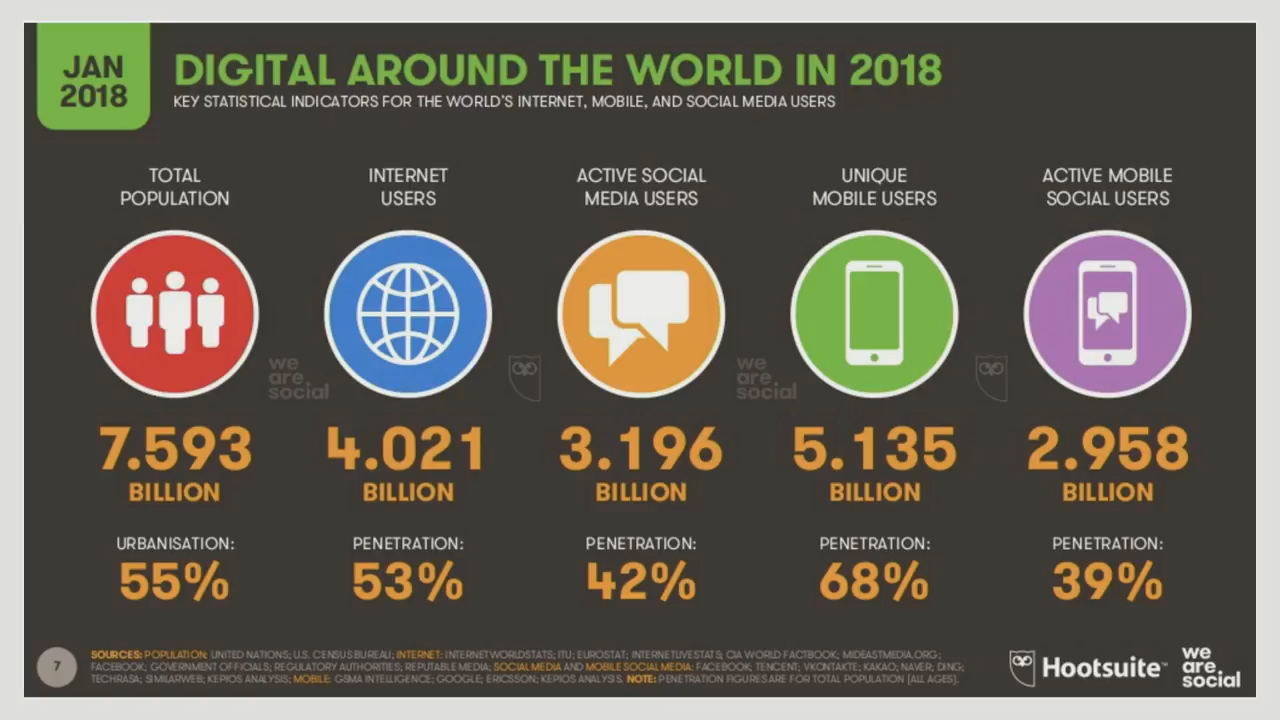 JAN
2018
DIGITAL AROUND THE WORLD IN 2018
KEY STATISTICAL INDICATORS FOR THE WORLD'S INTERNET, MOBILE, AND SOCIAL MEDIA USERS
TOTAL
POPULATION
INTERNET
USERS
ACTIVE SOCIAL
MEDIA USERS
UNIQUE
MOBILE USERS
ACTIVE MOBILE
SOCIAL USERS
we
are
social
we
are
social
7.593
BILLION
4.021
BILLION
3.196
BILLION
5.135
BILLION
2.958
BILLION
URBANISATION:
55%
PENETRATION:
53%
PENETRATION:
42%
PENETRATION:
68%
PENETRATION:
39%
7
SOURCES: POPULATION: UNITED NATIONS; U.S. CENSUS BUREAU; INTERNET: INTERNETWORLDSTATS; ITU; EUROSTAT; INTERNETLIVESTATS; CIA WORLD FACTBOOK; MIDEASTMEDIA.ORG;
FACEBOOK; GOVERNMENT OFFICIALS; REGULATORY AUTHORITIES; REPUTABLE MEDIA; SOCIAL MEDIA AND MOBILE SOCIAL MEDIA: FACEBOOK; TENCENT; VKONTAKTE; KAKAO; NAVER; DING;
TECHRASA; SIMILARWEB; KEPIOS ANALYSIS; MOBILE: GSMA INTELLIGENCE; GOOGLE; ERICSSON; KEPIOS ANALYSIS. NOTE: PENETRATION FIGURES ARE FOR TOTAL POPULATION (ALL AGES).
Hootsuite™
we
are
social